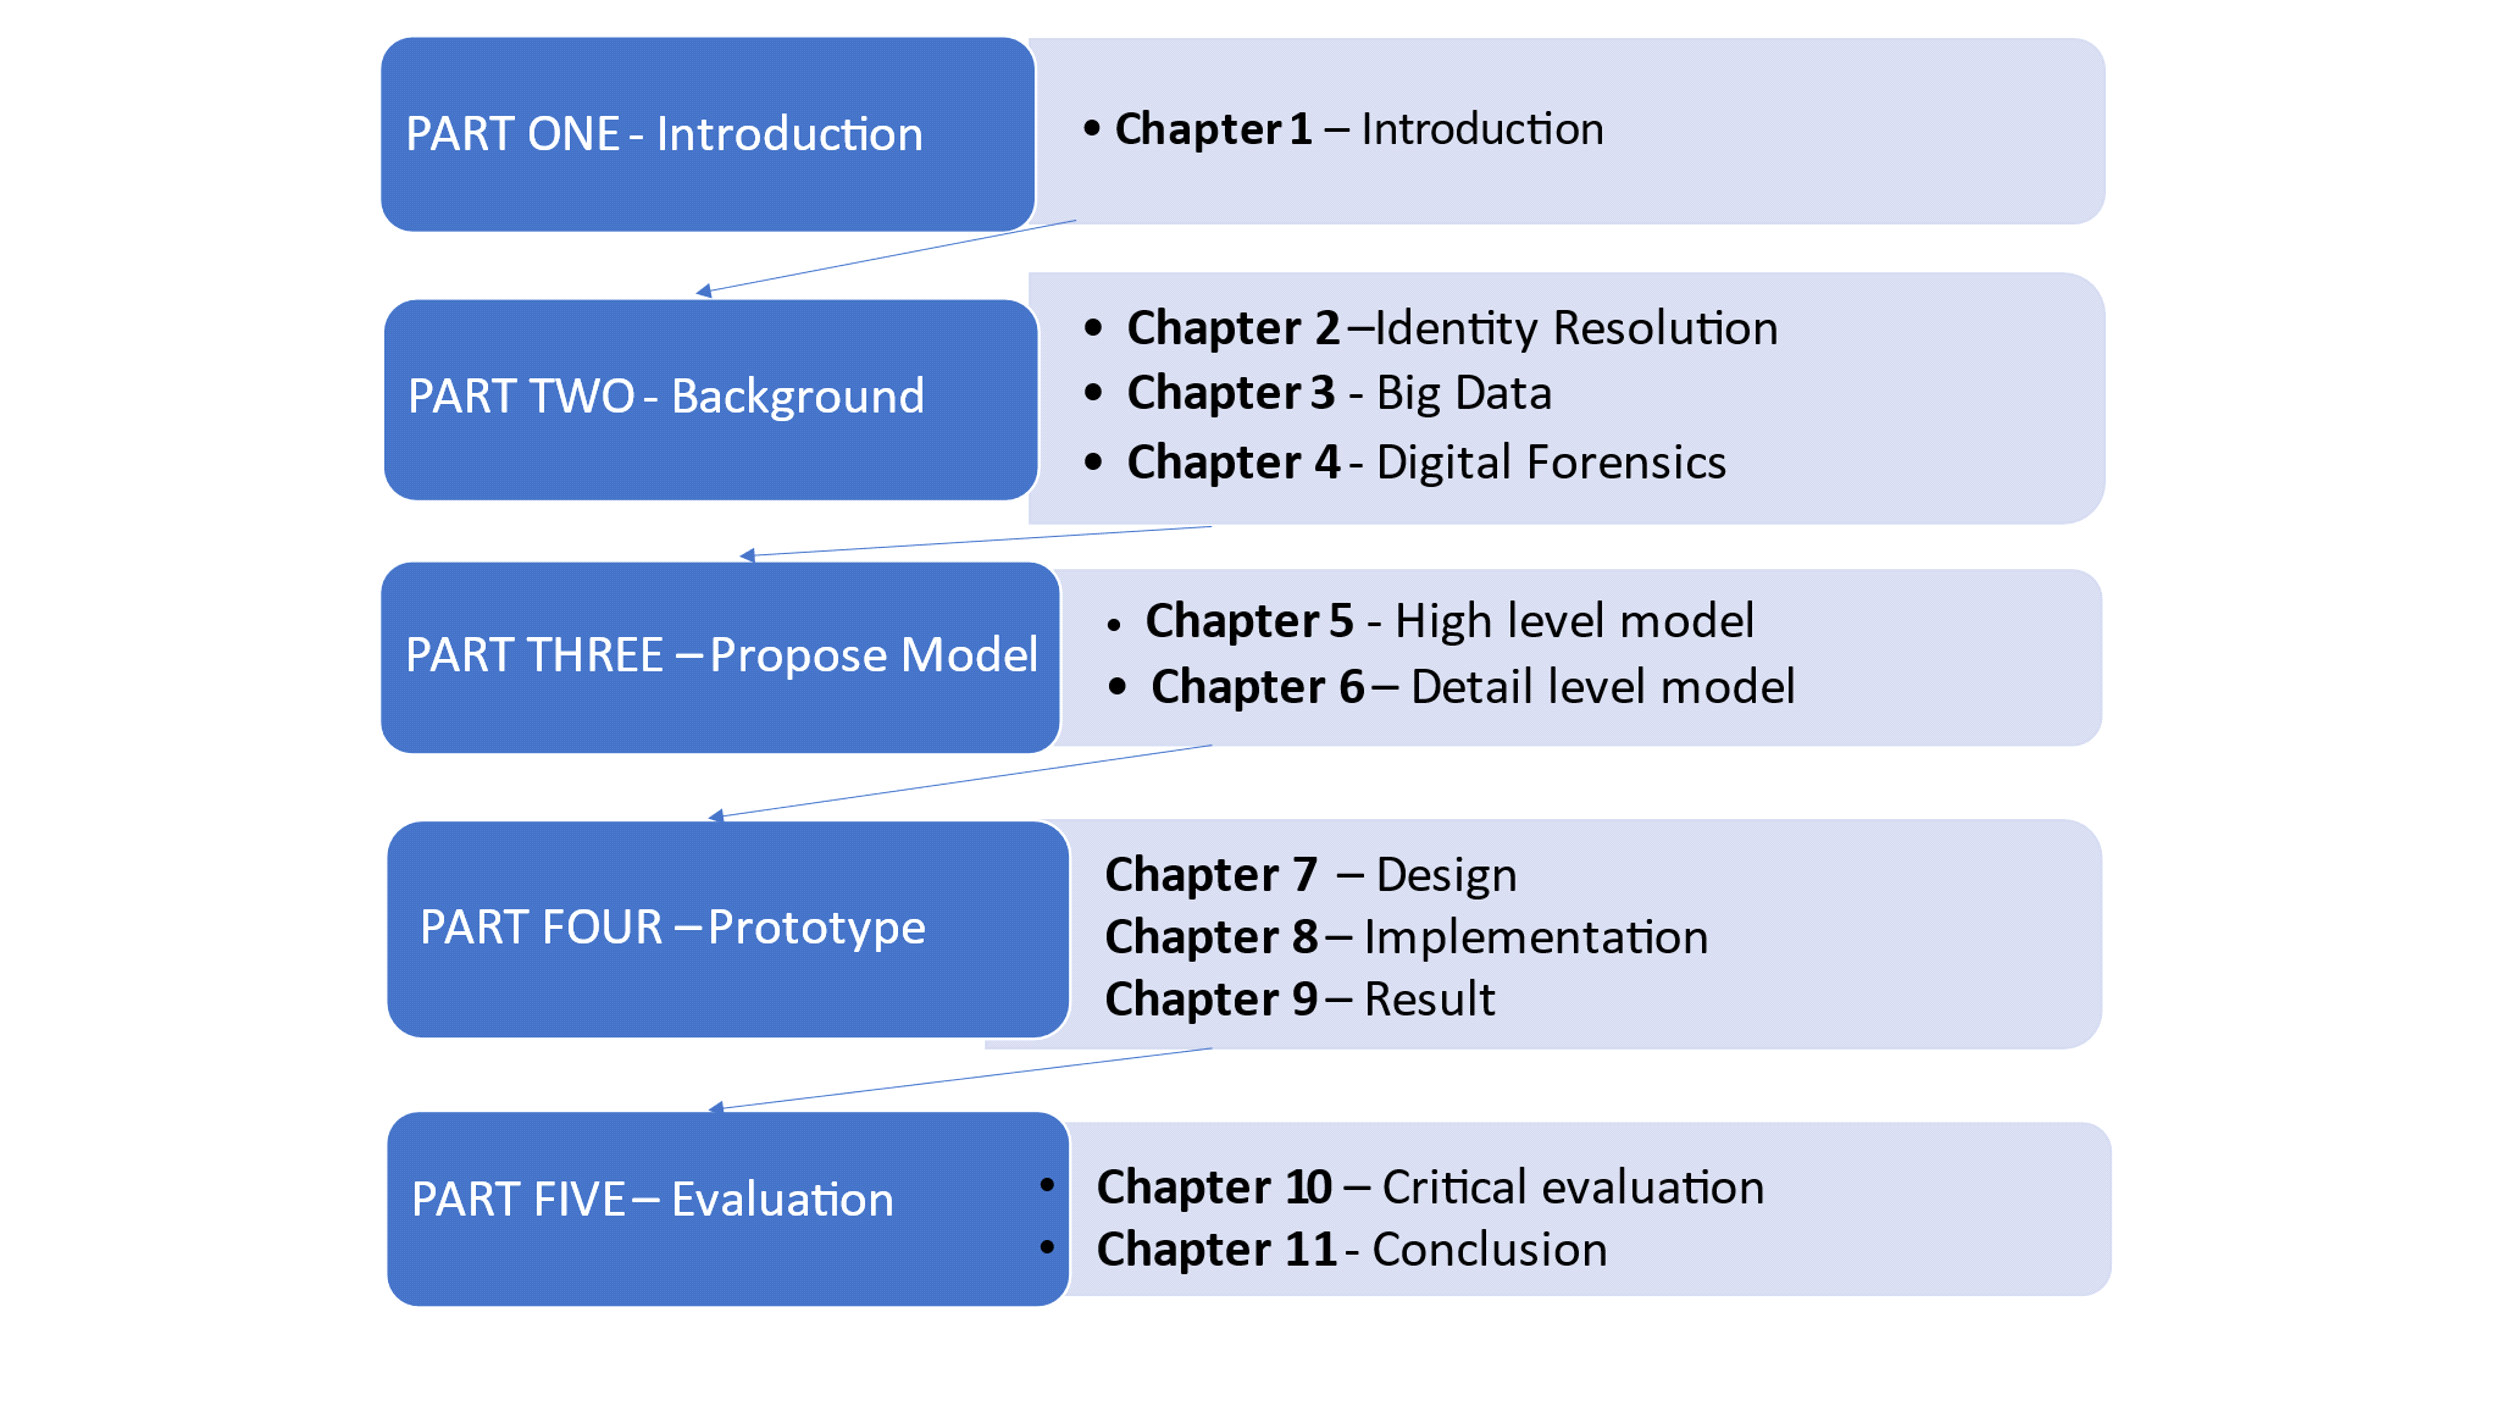 PART ONE - Introduction
• Chapter 1 – Introduction
PART TWO - Background
• Chapter 2 –Identity Resolution
• Chapter 3 - Big Data
• Chapter 4 - Digital Forensics
PART THREE – Propose Model
• Chapter 5 - High level model
• Chapter 6 – Detail level model
PART FOUR – Prototype
Chapter 7 – Design
Chapter 8 – Implementation
Chapter 9 – Result
PART FIVE – Evaluation
• Chapter 10 – Critical evaluation
• Chapter 11 - Conclusion